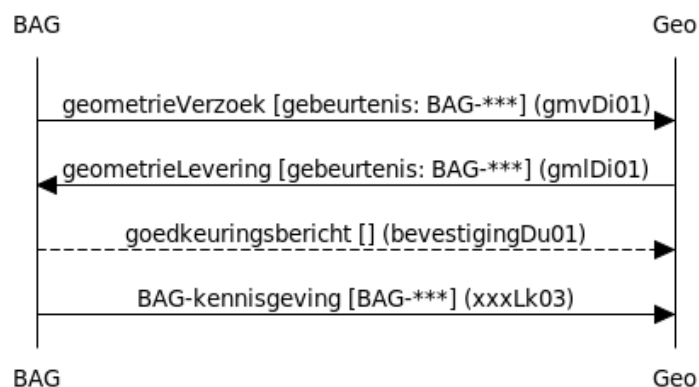 BAG Geo
geometrieVerzoek [gebeurtenis: BAG-***] (gmvDi01)
geometrieLevering [gebeurtenis: BAG-***] (gmlDi01)
goedkeuringsbericht [] (bevestigingDu01)
BAG-kennisgeving [BAG-***] (xxxLk03)
BAG Geo